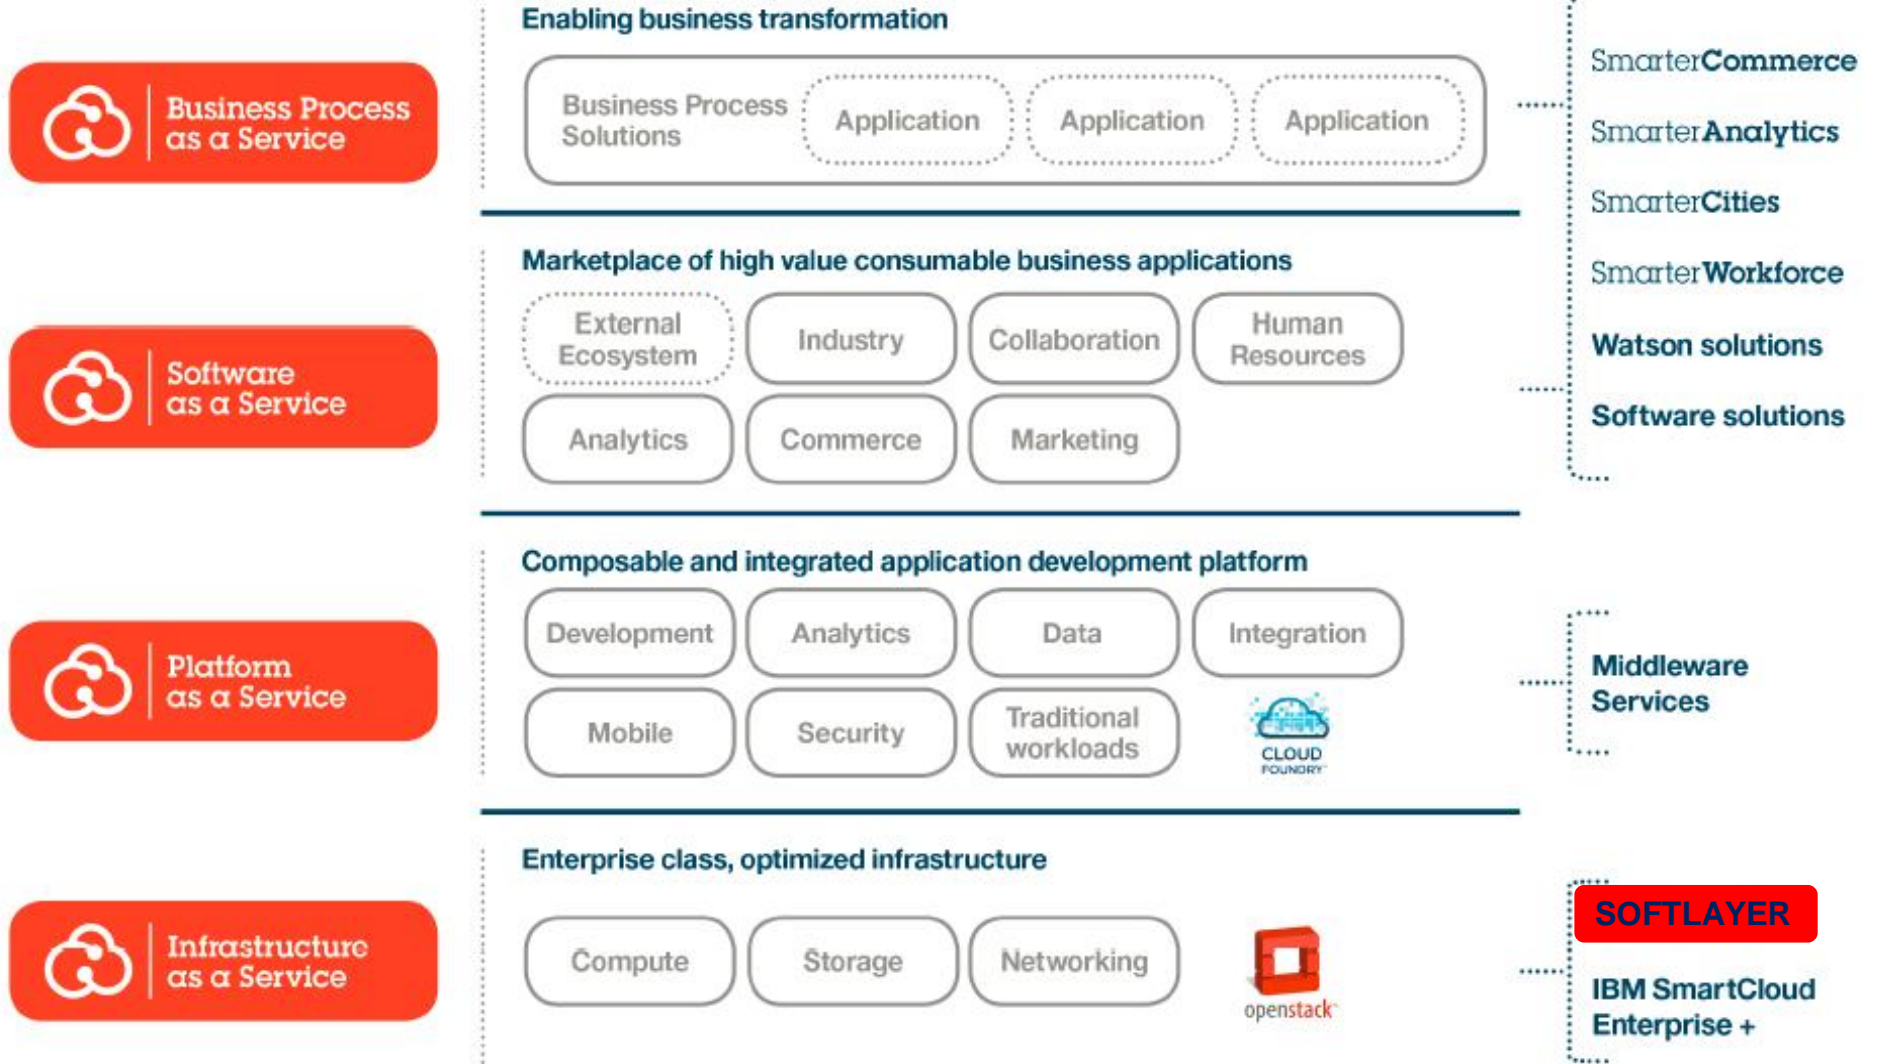 Enabling business transformation
Business Process
as a Service
Business Process
Solutions
Application
Application
Application
SmarterCommerce
SmarterAnalytics
SmarterCities
SmarterWorkforce
Watson solutions
Software solutions
Marketplace of high value consumable business applications
Software
as a Service
External
Ecosystem
Industry
Collaboration
Human
Resources
Analytics
Commerce
Marketing
Composable and integrated application development platform
Platform
as a Service
Development
Analytics
Data
Integration
Mobile
Security
Traditional
workloads
CLOUD
FOUNDRY
Middleware
Services
Enterprise class, optimized infrastructure
Infrastructure
as a Service
Compute
Storage
Networking
openstack
SOFTLAYER
IBM SmartCloud
Enterprise +